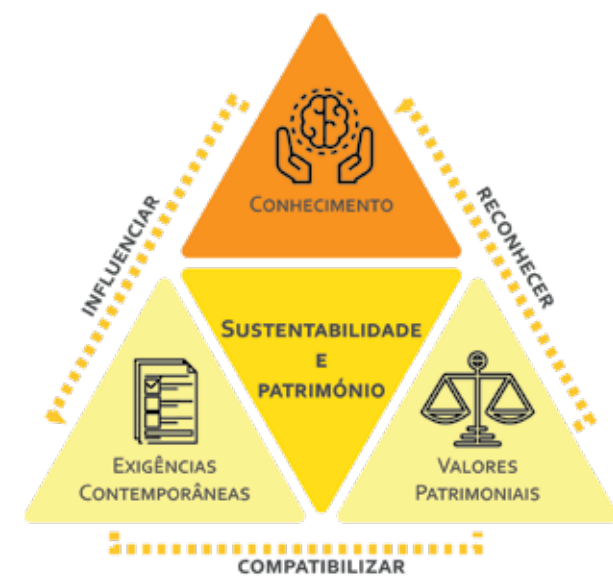 CONHECIMENTO
INFLUENCIAR
RECONHECER
SUSTENTABILIDADE
E
PATRIMÓNIO
EXIGÊNCIAS
CONTEMPORÂNEAS
VALORES
PATRIMONIAIS
COMPATIBILIZAR